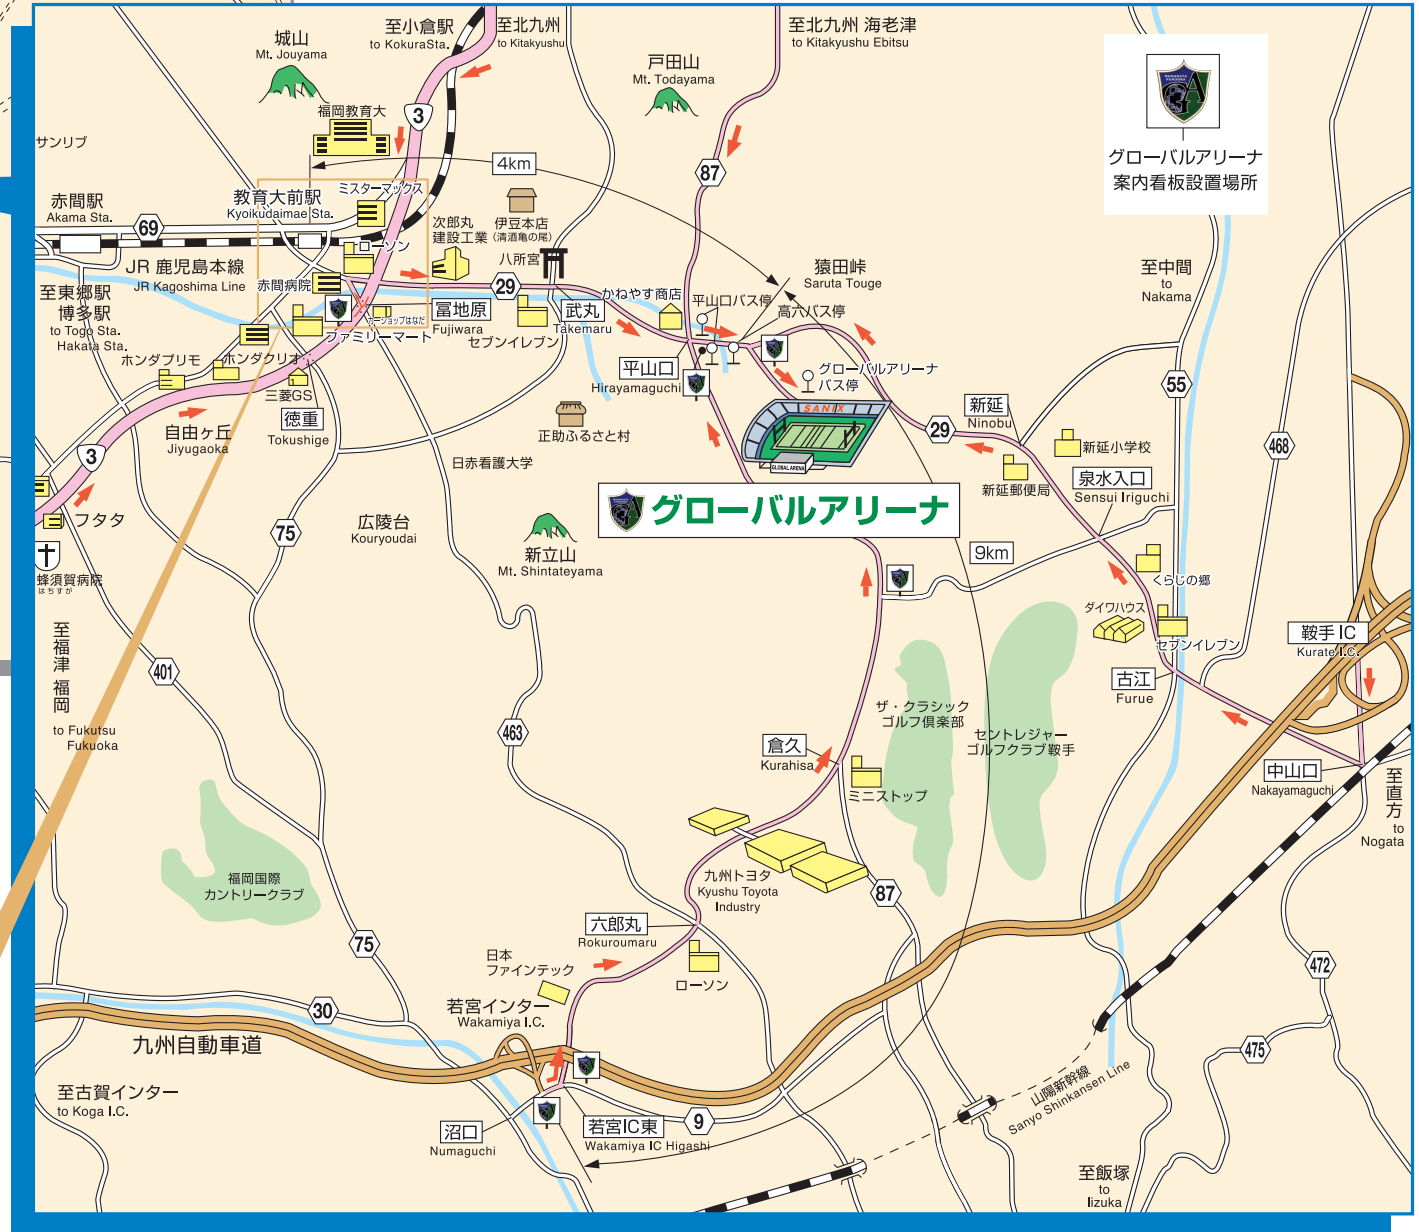 城山
Mt. Jouyama
至小倉駅
to KokuraSta.
至北九州
to Kitakyushu
戸田山
Mt. Todayama
至北九州 海老津
to Kitakyushu Ebitsu
グローバルアリーナ
案内看板設置場所
福岡教育大
サンリブ
3
4km
87
赤間駅
Akama Sta.
69
教育大前駅
Kyoikudaimae Sta.
ミスターマックス
次郎丸
建設工業
伊豆本店
(清酒亀の尾)
八所宮
ローソン
JR 鹿児島本線
JR Kagoshima Line
赤間病院
29
至東郷駅
博多駅
to Togo Sta.
Hakata Sta.
冨地原
Fujiwara
カーショップはなだ
ファミリーマート
セブンイレブン
武丸
Takemaru
かねやす商店
平山口バス停
高六バス停
猿田峠
Saruta Touge
至中間
to
Nakama
ホンダプリモ
ホンダクリオ
三菱GS
徳重
Tokushige
自由ヶ丘
Jiyugaoka
平山口
Hirayamaguchi
グローバルアリーナ
バス停
SANIX
GLOBAL ARENA
正助ふるさと村
日赤看護大学
55
新延
Ninobu
29
新延小学校
新延郵便局
468
泉水入口
Sensui Iriguchi
3
フタタ
蜂須賀病院
はちすが
75
広陵台
Kouryoudai
新立山
Mt. Shintateyama
グローバルアリーナ
9km
くらじの郷
ダイワハウス
セブンイレブン
鞍手IC
Kurate I.C.
古江
Furue
至福津 福岡
to Fukutsu
Fukuoka
401
463
ザ・クラシック
ゴルフ倶楽部
セントレジャー
ゴルフクラブ鞍手
倉久
Kurahisa
ミニストップ
中山口
Nakayamaguchi
至直方
to
Nogata
福岡国際
カントリークラブ
九州トヨタ
Kyushu Toyota
Industry
87
六郎丸
Rokuroumaru
75
日本
ファインテック
ローソン
472
30
若宮インター
Wakamiya I.C.
九州自動車道
475
至古賀インター
to Koga I.C.
山陽新幹線
Sanyo Shinkansen Line
沼口
Numaguchi
若宮IC東
Wakamiya IC Higashi
9
至飯塚
to
Iizuka